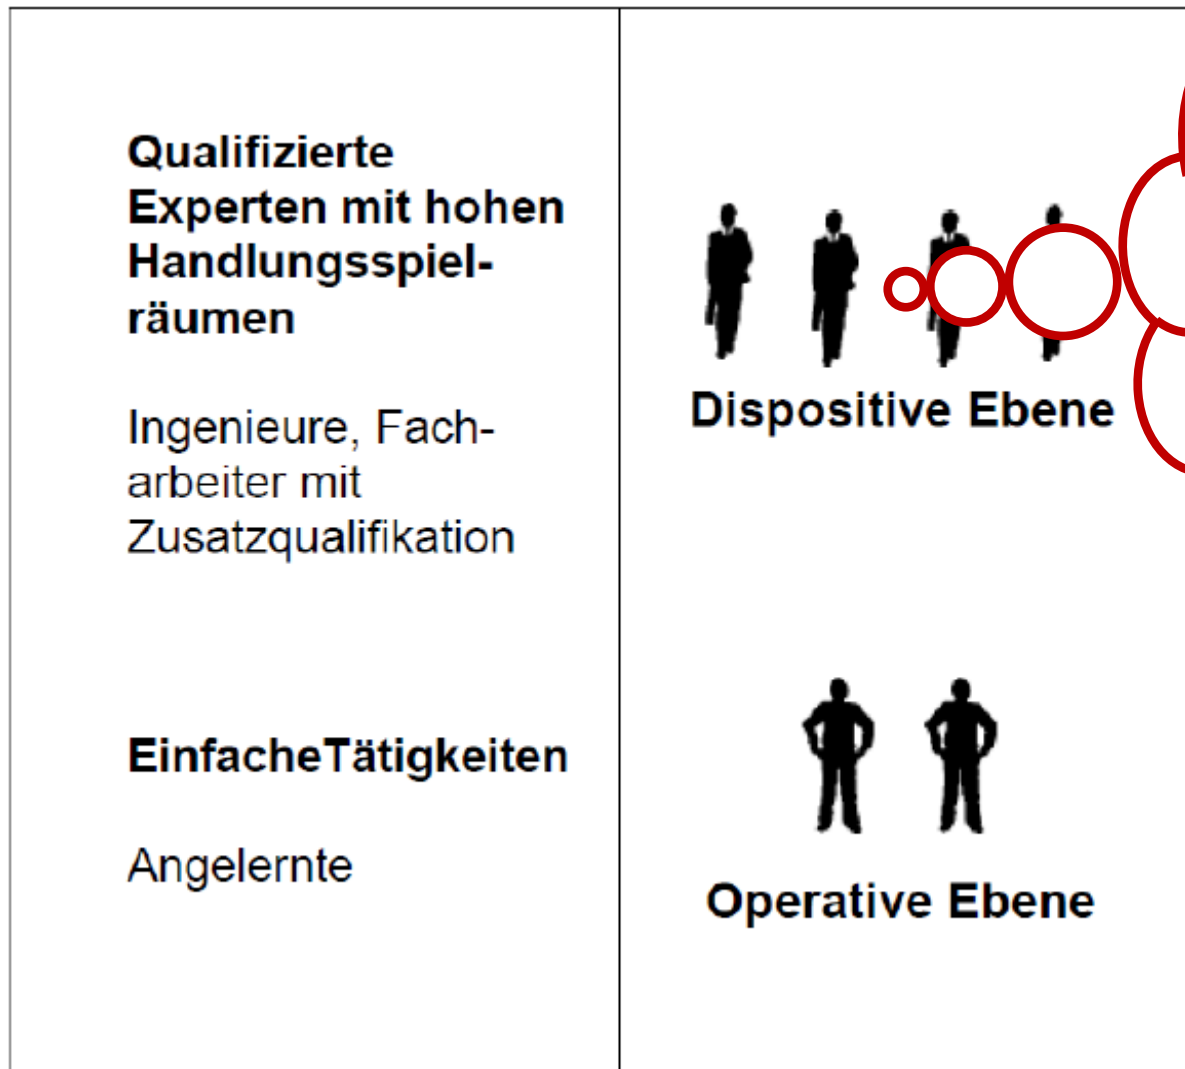 Qualifizierte
Experten mit hohen
Handlungsspiel-
räumen
Ingenieure, Fach-
arbeiter mit
Zusatzqualifikation
Dispositive Ebene
EinfacheTätigkeiten
Angelernte
Operative Ebene